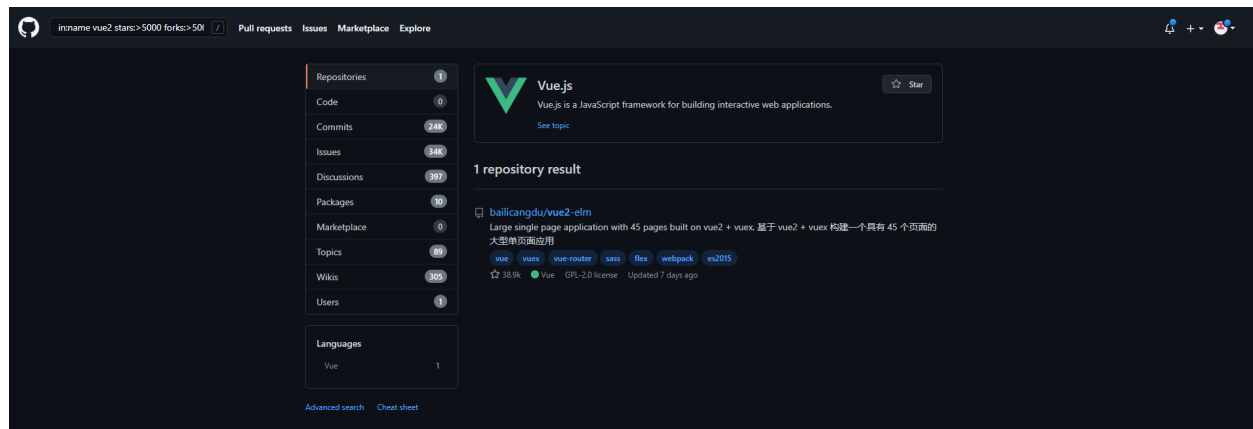 in:name vue2 stars:>5000 forks:>50 /
Pull requests Issues Marketplace Explore
Repositories 1
Code 0
Commits 24K
Issues 34K
Discussions 397
Packages 10
Marketplace 0
Topics 89
Wikis 305
Users 1
Languages
Vue 1
Advanced search Cheat sheet
Vue.js
Star
Vue.js is a JavaScript framework for building interactive web applications.
See topic
1 repository result
bailicangdu/vue2-elm
Large single page application with 45 pages built on vue2 + vuex. 基于 vue2 + vuex 构建一个具有 45 个页面的
大型单页面应用
vue vuex vue-router sass flex webpack es2015
38.9k Vue GPL-2.0 license Updated 7 days ago